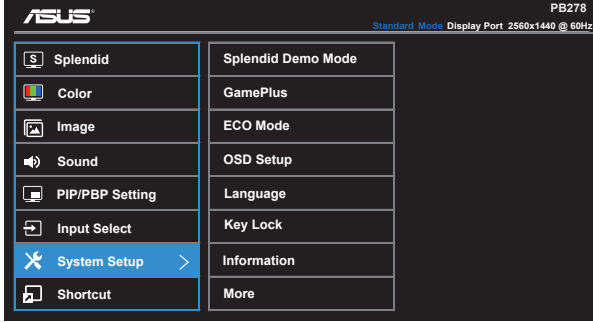 ASUS
PB278
Standard Mode Display Port 2560x1440 @ 60Hz
S Splendid
Color
Image
Sound
PIP/PBP Setting
Input Select
System Setup
Shortcut
Splendid Demo Mode
GamePlus
ECO Mode
OSD Setup
Language
Key Lock
Information
More